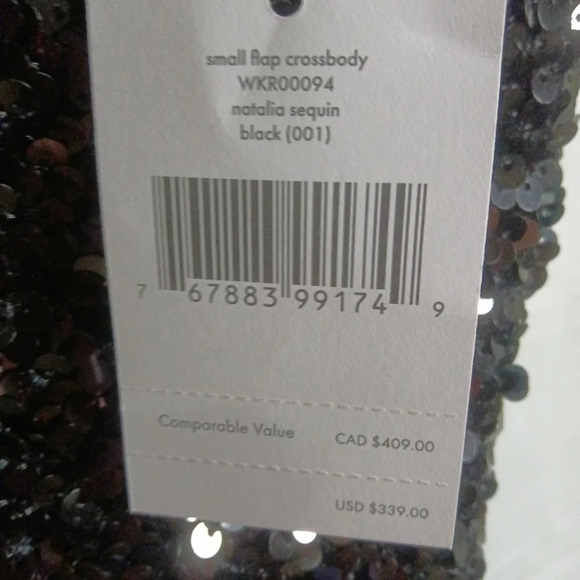 small flap crossbody
WKR00094
natalia sequin
black (001)
7 67883 99174 9
Comparable Value CAD $409.00
USD $339.00